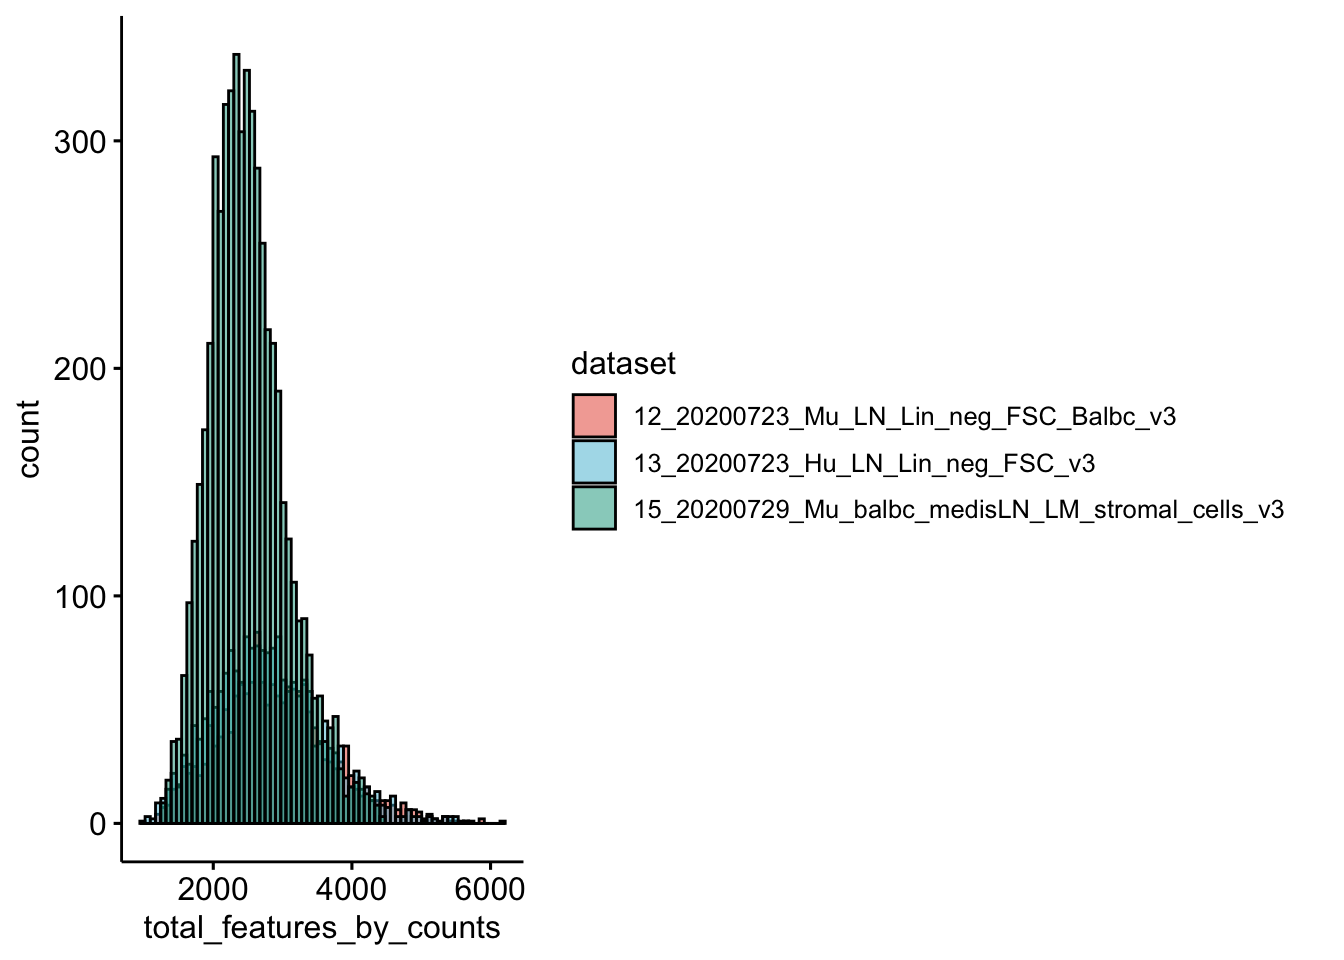 count
300
200
100
0
2000 4000 6000
total_features_by_counts
dataset
12_20200723_Mu_LN_Lin_neg_FSC_Balbc_v3
13_20200723_Hu_LN_Lin_neg_FSC_v3
15_20200729_Mu_balbc_medisLN_LM_stromal_cells_v3